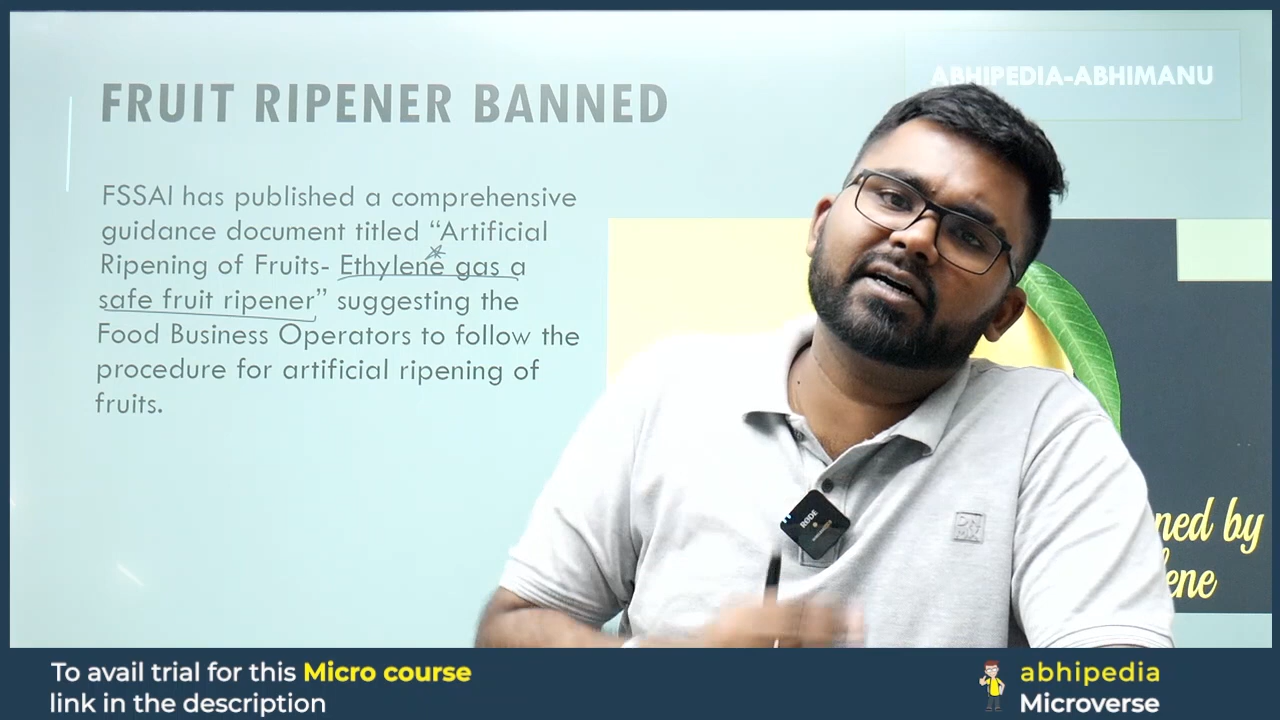 ABHIPEDIA-ABHIMANU
FRUIT RIPENER BANNED
FSSAI has published a comprehensive
guidance document titled “Artificial
Ripening of Fruits- Ethylene gas a
safe fruit ripener” suggesting the
Food Business Operators to follow the
procedure for artificial ripening of
fruits.
RØDE
ned by
ene
To avail trial for this Micro course
link in the description
abhipedia
Microverse